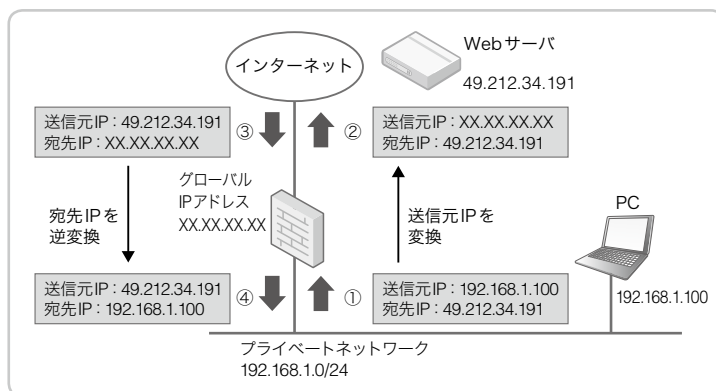 インターネット
Webサーバ
49.212.34.191
送信元IP:49.212.34.191
宛先IP:XX.XX.XX.XX
③
②
送信元IP:XX.XX.XX.XX
宛先IP:49.212.34.191
宛先IPを
逆変換
グローバル
IPアドレス
XX.XX.XX.XX
送信元IPを
変換
PC
192.168.1.100
送信元IP:49.212.34.191
宛先IP:192.168.1.100
④
①
送信元IP:192.168.1.100
宛先IP:49.212.34.191
プライベートネットワーク
192.168.1.0/24